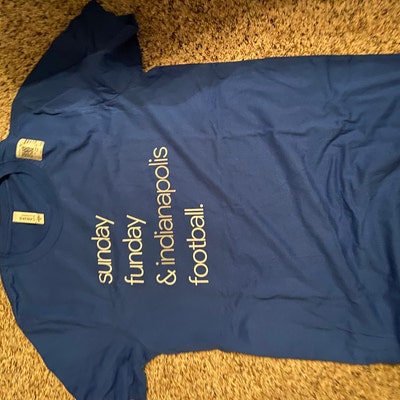 sunday
funday
& indianapolis
football.